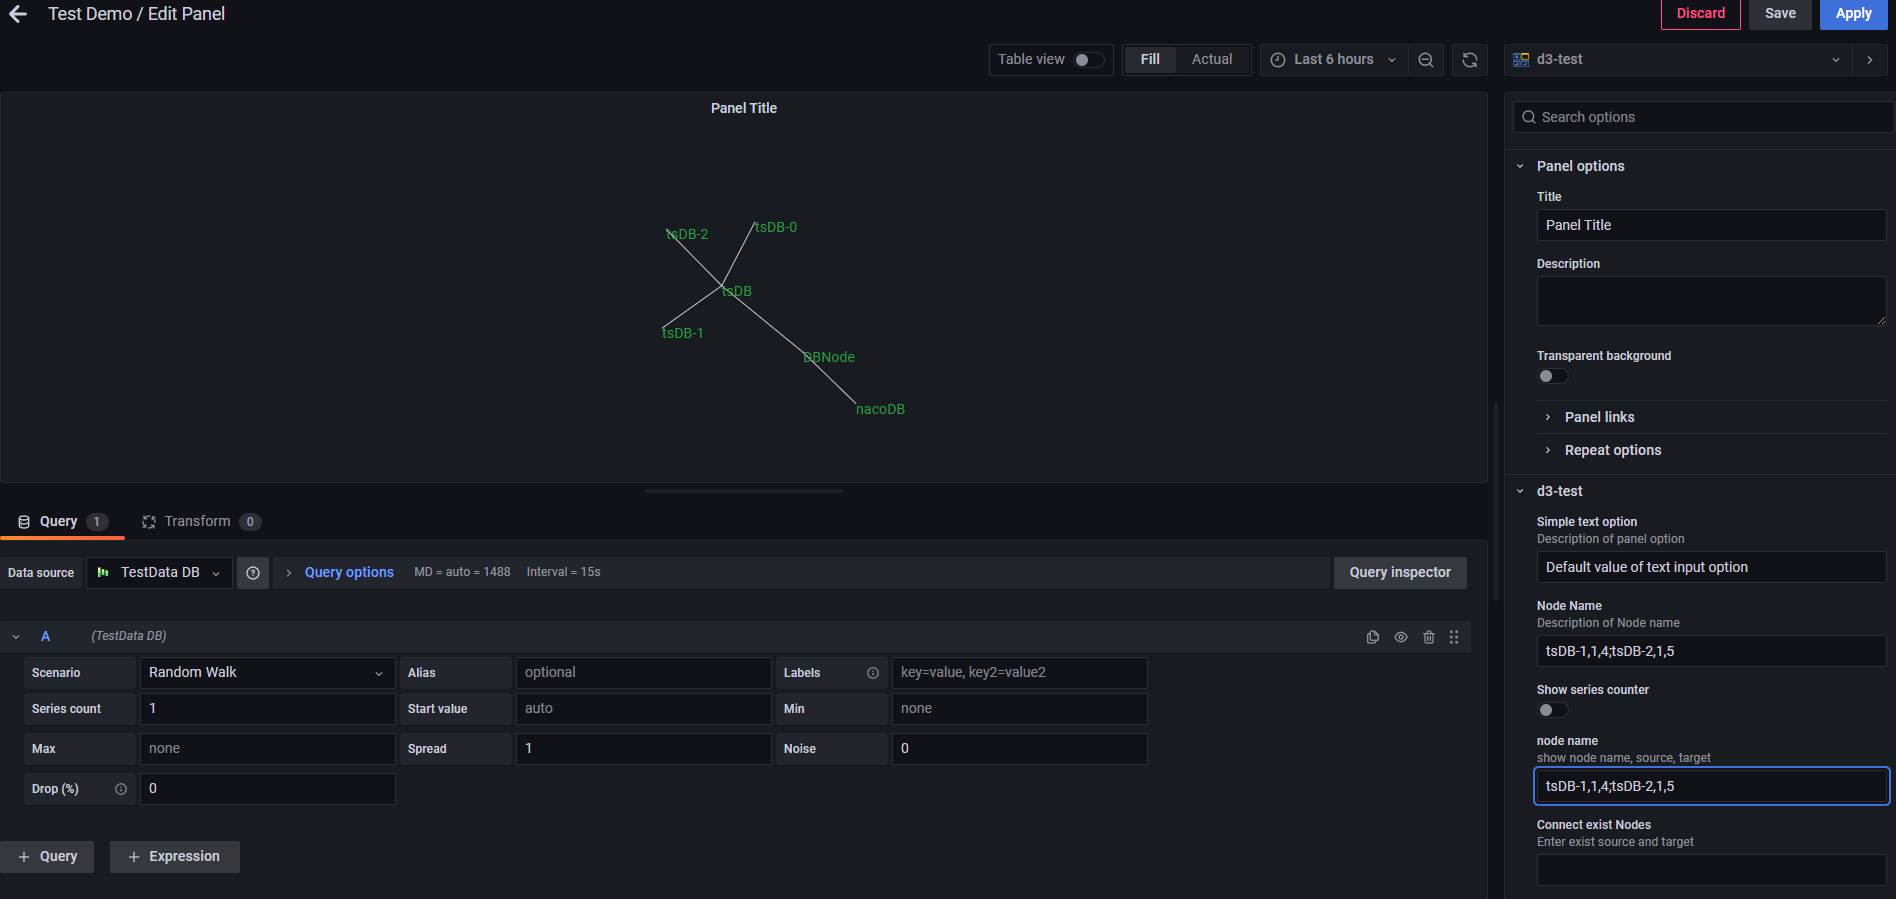 Test Demo / Edit Panel
Discard
Save
Apply
Table view
Fill
Actual
Last 6 hours
d3-test
Panel Title
tsDB-2
tsDB-0
tsDB
tsDB-1
DBNode
nacoDB
Query 1
Transform 0
Data source
TestData DB
Query options
MD = auto = 1488
Interval = 15s
Query inspector
A
(TestData DB)
Scenario
Random Walk
Alias
optional
Labels
key=value, key2=value2
Series count
1
Start value
auto
Min
none
Max
none
Spread
1
Noise
0
Drop (%)
0
+ Query
+ Expression
Search options
Panel options
Title
Panel Title
Description
Transparent background
Panel links
Repeat options
d3-test
Simple text option
Description of panel option
Default value of text input option
Node Name
Description of Node name
tsDB-1,1,4;tsDB-2,1,5
Show series counter
node name
show node name, source, target
tsDB-1,1,4;tsDB-2,1,5
Connect exist Nodes
Enter exist source and target